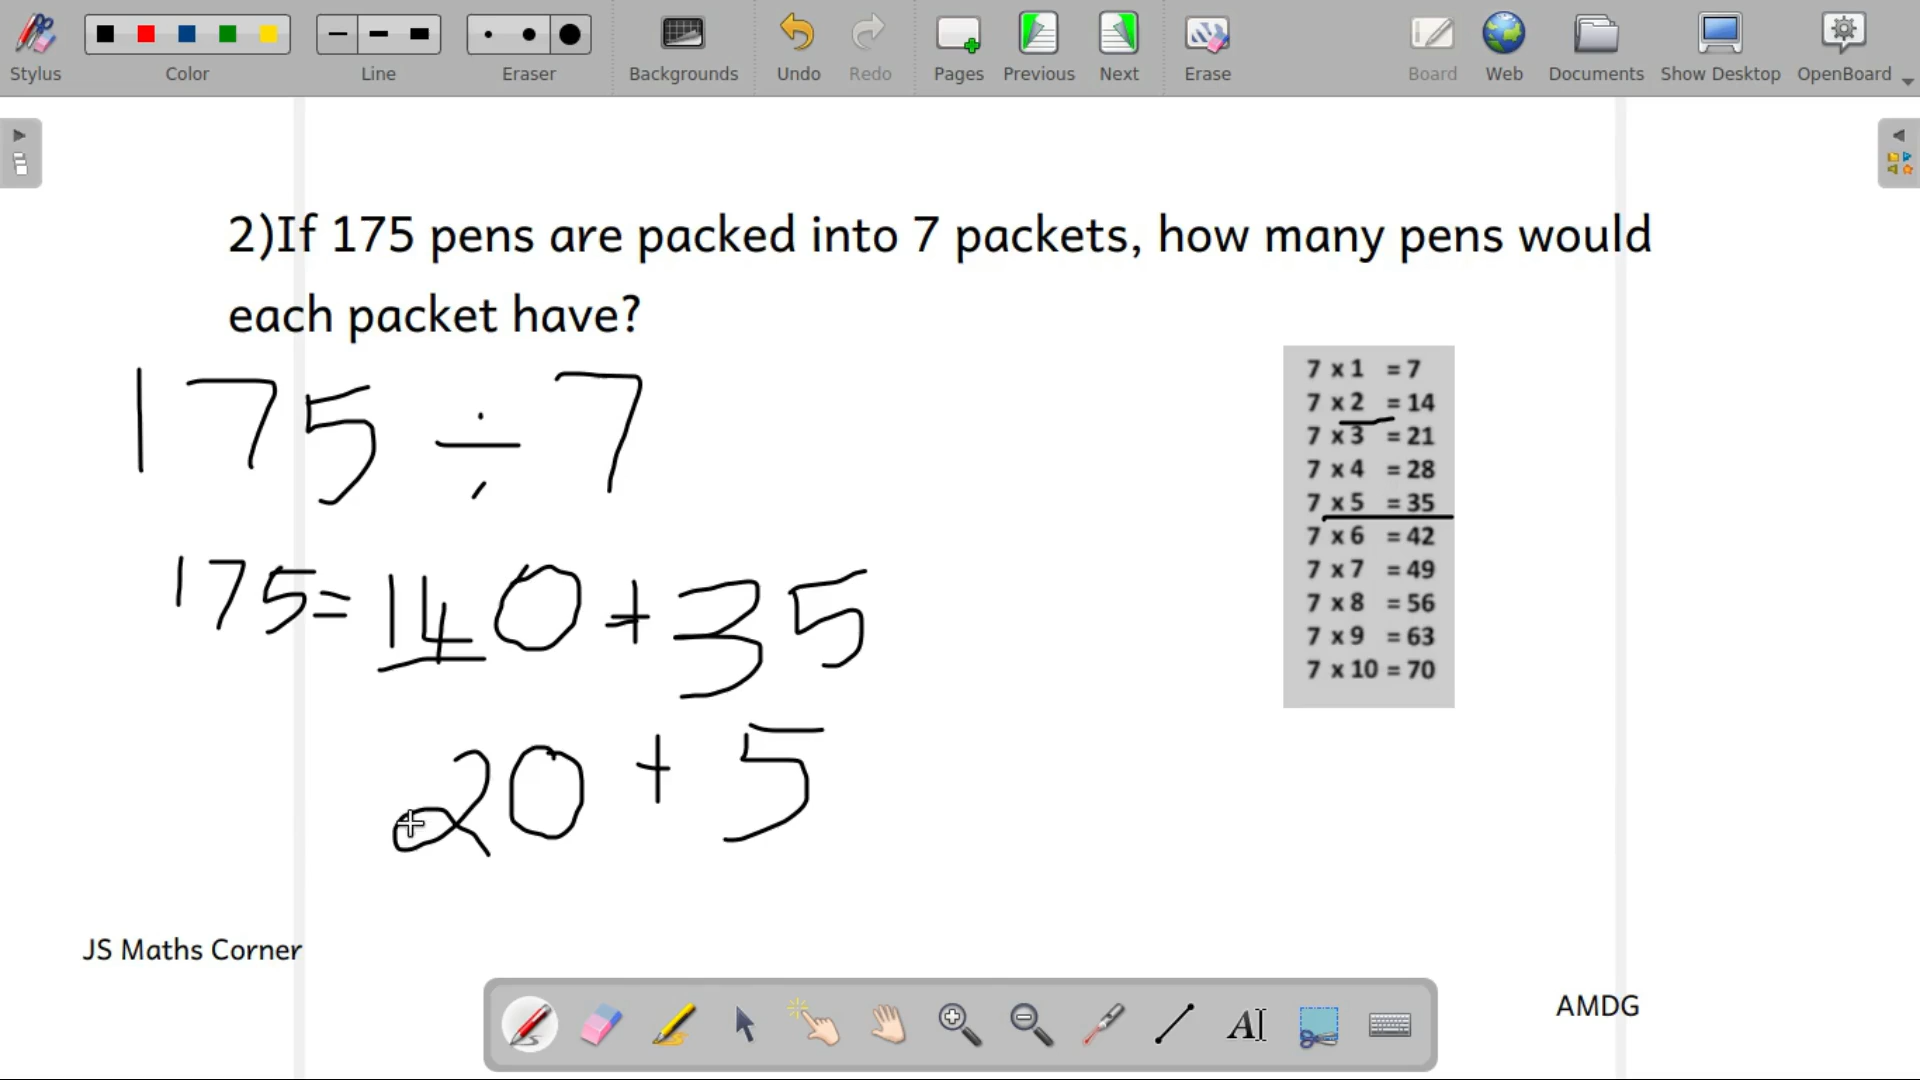 Stylus Color Line Eraser Backgrounds Undo Redo Pages Previous Next Erase Board Web Documents Show Desktop OpenBoard
2)If 175 pens are packed into 7 packets, how many pens would
each packet have?
175 ÷ 7
175=140+35
20 + 5
7 x 1 = 7
7 x 2 = 14
7 x 3 = 21
7 x 4 = 28
7 x 5 = 35
7 x 6 = 42
7 x 7 = 49
7 x 8 = 56
7 x 9 = 63
7 x 10 = 70
JS Maths Corner
AMDG
AI